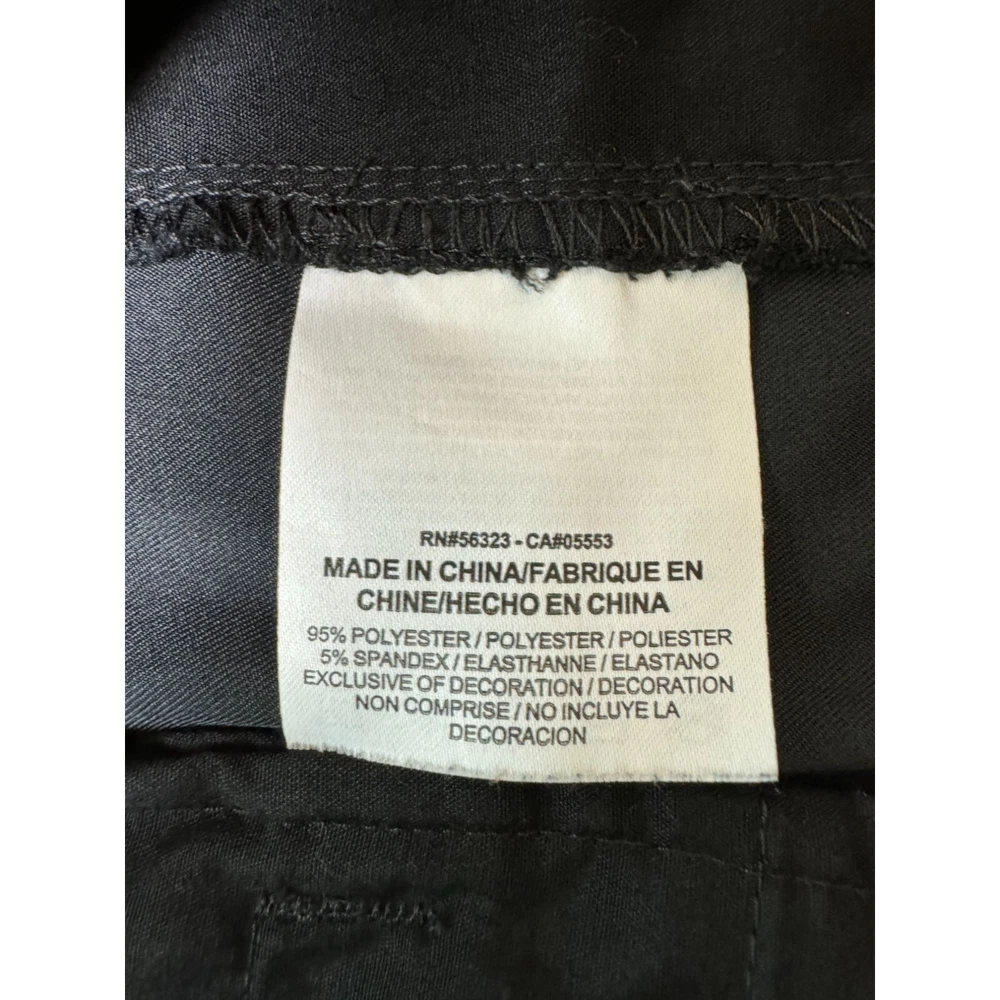 RN#56323 - CA#05553
MADE IN CHINA/FABRIQUE EN
CHINE/HECHO EN CHINA
95% POLYESTER / POLYESTER / POLIESTER
5% SPANDEX / ELASTHANNE / ELASTANO
EXCLUSIVE OF DECORATION / DECORATION
NON COMPRISE / NO INCLUYE LA
DECORACION